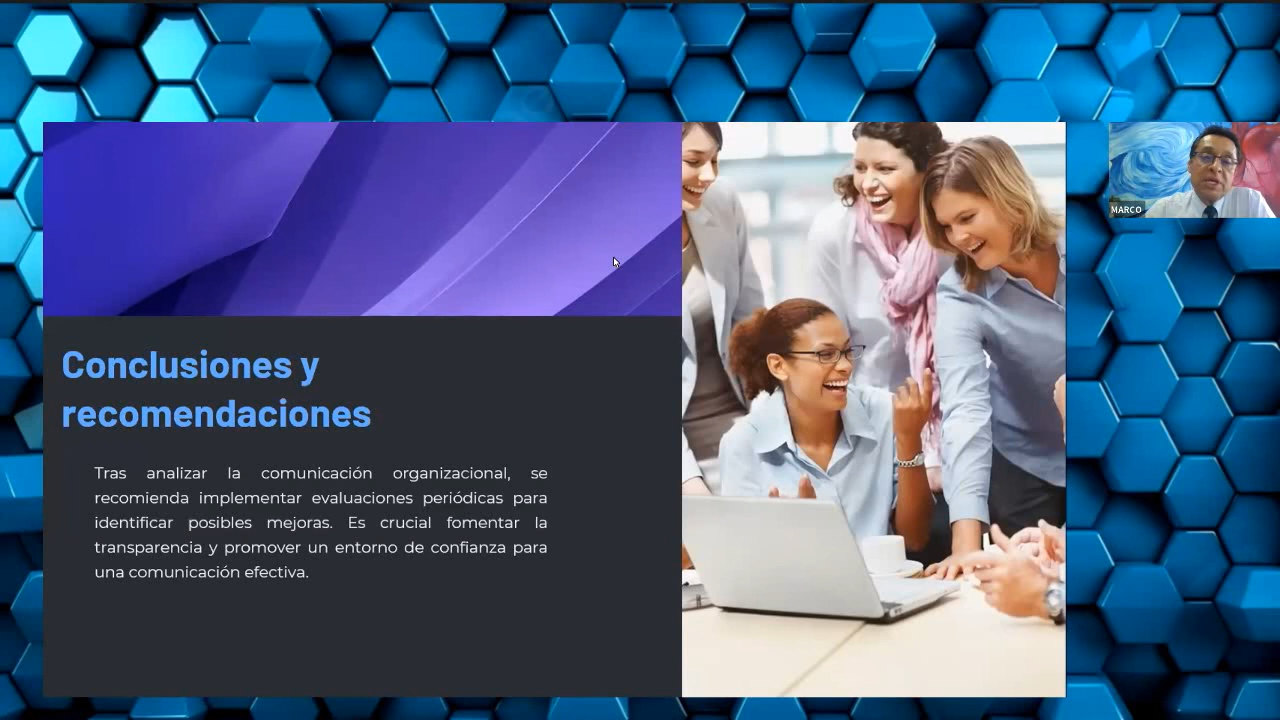 Conclusiones y
recomendaciones
Tras analizar la comunicación organizacional, se
recomienda implementar evaluaciones periódicas para
identificar posibles mejoras. Es crucial fomentar la
transparencia y promover un entorno de confianza para
una comunicación efectiva.
MARCO